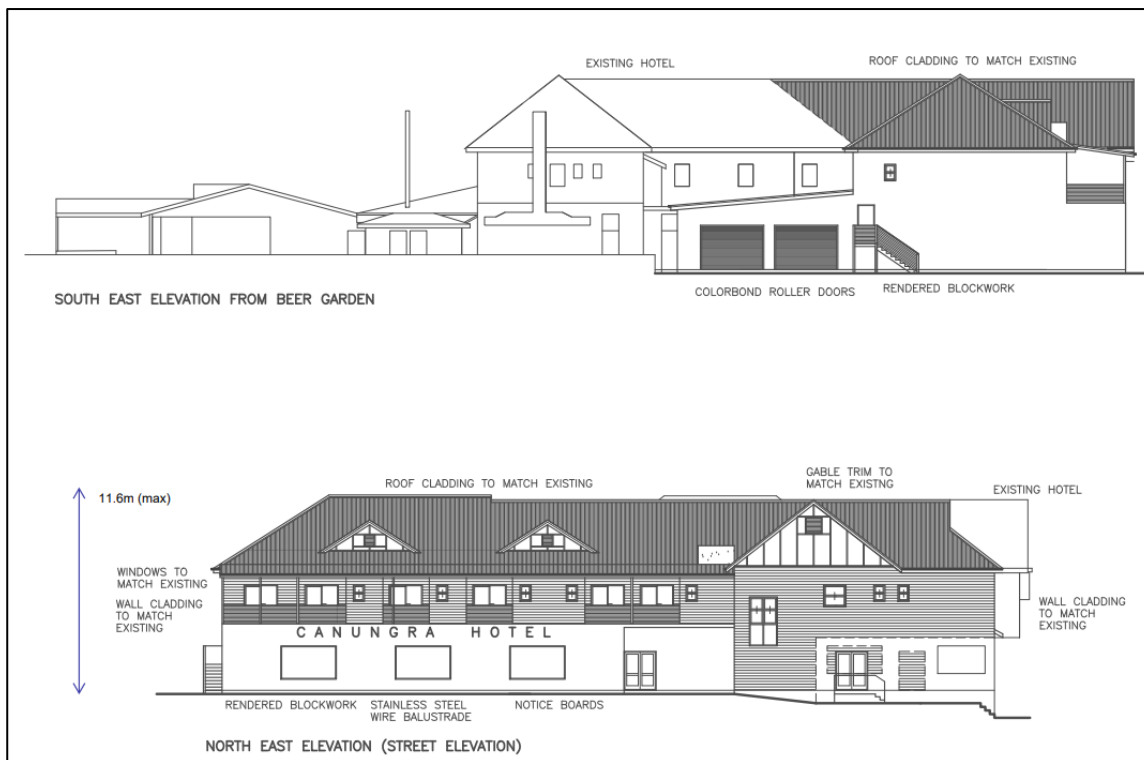 EXISTING HOTEL
ROOF CLADDING TO MATCH EXISTING
COLORBOND ROLLER DOORS
RENDERED BLOCKWORK
SOUTH EAST ELEVATION FROM BEER GARDEN
11.6m (max)
ROOF CLADDING TO MATCH EXISTING
GABLE TRIM TO
MATCH EXISTNG
EXISTING HOTEL
WINDOWS TO
MATCH EXISTING
WALL CLADDING
TO MATCH
EXISTING
WALL CLADDING
TO MATCH
EXISTING
CANUNGRA HOTEL
RENDERED BLOCKWORK
STAINLESS STEEL
WIRE BALUSTRADE
NOTICE BOARDS
NORTH EAST ELEVATION (STREET ELEVATION)